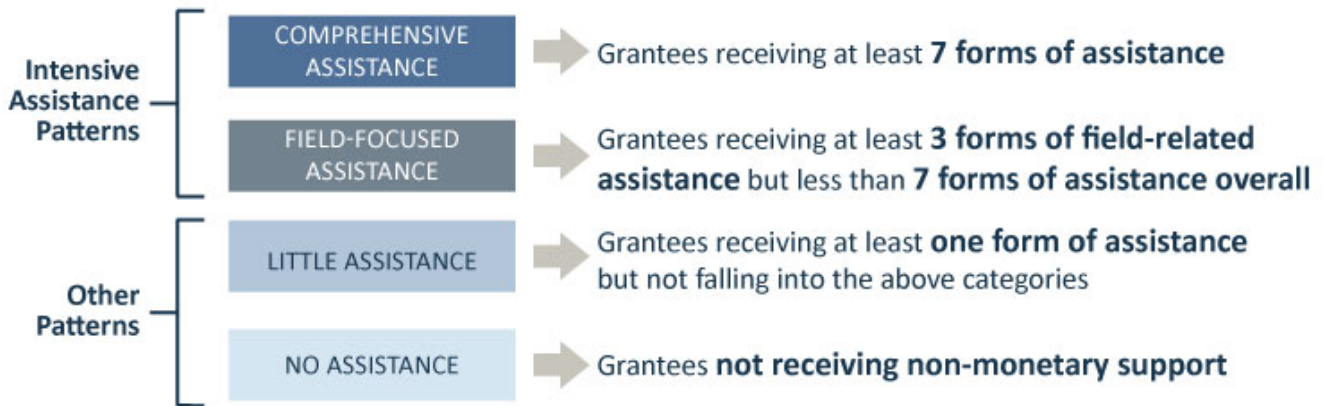 Intensive
Assistance
Patterns
COMPREHENSIVE
ASSISTANCE
Grantees receiving at least 7 forms of assistance
FIELD-FOCUSED
ASSISTANCE
Grantees receiving at least 3 forms of field-related
assistance but less than 7 forms of assistance overall
Other
Patterns
LITTLE ASSISTANCE
Grantees receiving at least one form of assistance
but not falling into the above categories
NO ASSISTANCE
Grantees not receiving non-monetary support